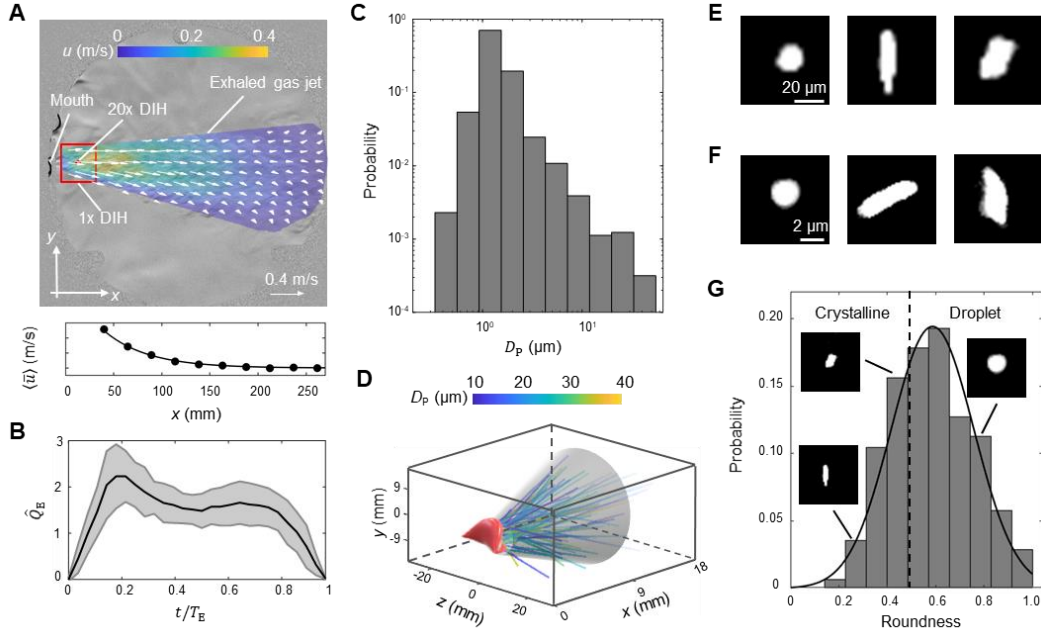 A
u (m/s)
0 0.2 0.4
Exhaled gas jet
Mouth
20x DIH
1x DIH
y
x
0.4 m/s
⟨ū⟩ (m/s)
0 50 100 150 200 250
x (mm)
B
Q̂_E
3
2
1
0
0 0.2 0.4 0.6 0.8 1
t/T_E
C
Probability
10⁰
10⁻¹
10⁻²
10⁻³
10⁻⁴
10⁰ 10¹
D_P (μm)
D
10 20 30 40
D_P (μm)
y (mm)
9
0
-9
-20 0 20
z (mm)
0 9 18
x (mm)
E
20 μm
F
2 μm
G
Crystalline Droplet
Probability
0.20
0.15
0.10
0.05
0
0 0.2 0.4 0.6 0.8 1.0
Roundness